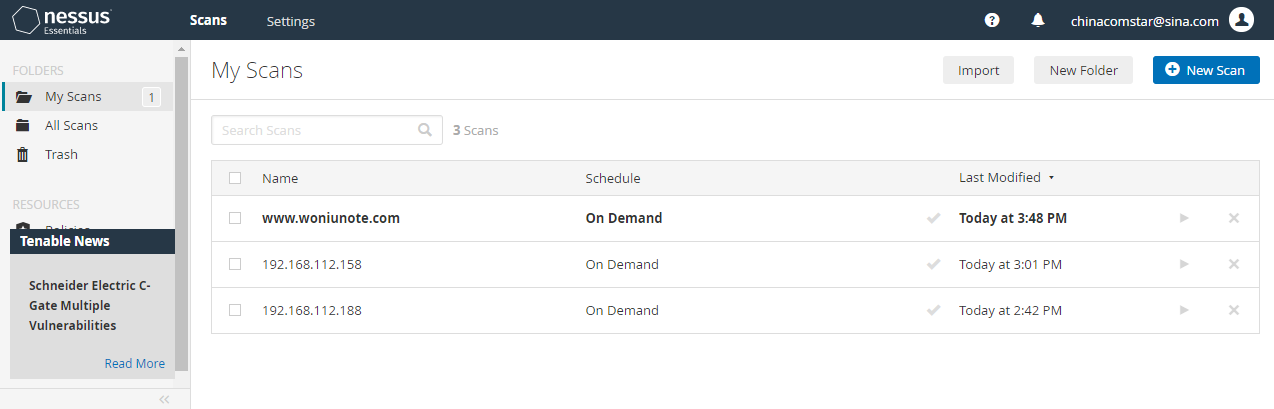 nessus
Essentials
Scans
Settings
chinacomstar@sina.com
FOLDERS
My Scans
1
All Scans
Trash
RESOURCES
Policies
Tenable News
Schneider Electric C-
Gate Multiple
Vulnerabilities
Read More
My Scans
Import
New Folder
New Scan
Search Scans
3 Scans
Name Schedule Last Modified
www.woniunote.com On Demand Today at 3:48 PM
192.168.112.158 On Demand Today at 3:01 PM
192.168.112.188 On Demand Today at 2:42 PM